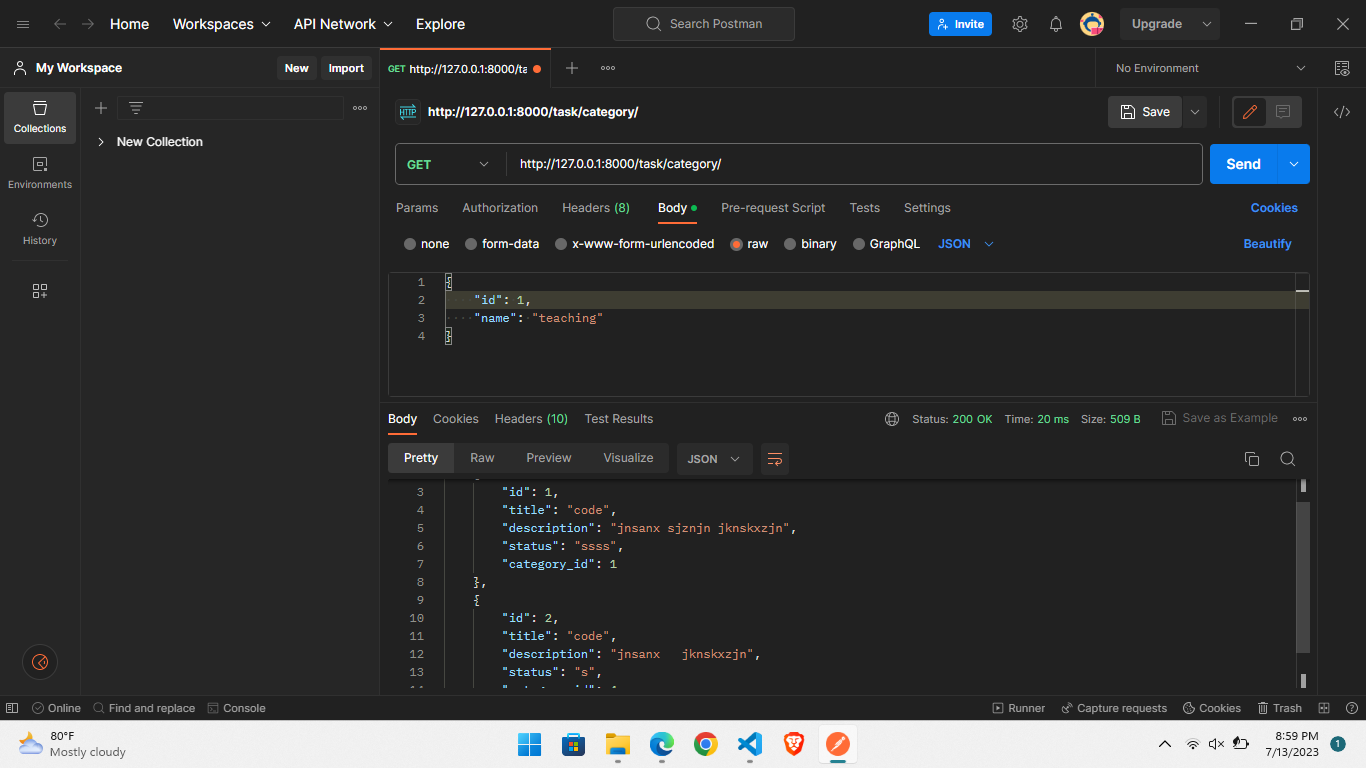 Home Workspaces API Network Explore Search Postman Invite Upgrade
My Workspace New Import GET http://127.0.0.1:8000/ta No Environment
Collections
Environments
History
New Collection
HTTP http://127.0.0.1:8000/task/category/ Save
GET http://127.0.0.1:8000/task/category/ Send
Params Authorization Headers (8) Body Pre-request Script Tests Settings Cookies
none form-data x-www-form-urlencoded raw binary GraphQL JSON Beautify
1 {
2 "id": 1,
3 "name": "teaching"
4 }
Body Cookies Headers (10) Test Results Status: 200 OK Time: 20 ms Size: 509 B Save as Example
Pretty Raw Preview Visualize JSON
3 "id": 1,
4 "title": "code",
5 "description": "jnsanx sjznjn jknskxzjn",
6 "status": "ssss",
7 "category_id": 1
8 },
9 {
10 "id": 2,
11 "title": "code",
12 "description": "jnsanx   jknskxzjn",
13 "status": "s",
Online Find and replace Console Runner Capture requests Cookies Trash
80°F
Mostly cloudy
8:59 PM
7/13/2023
1